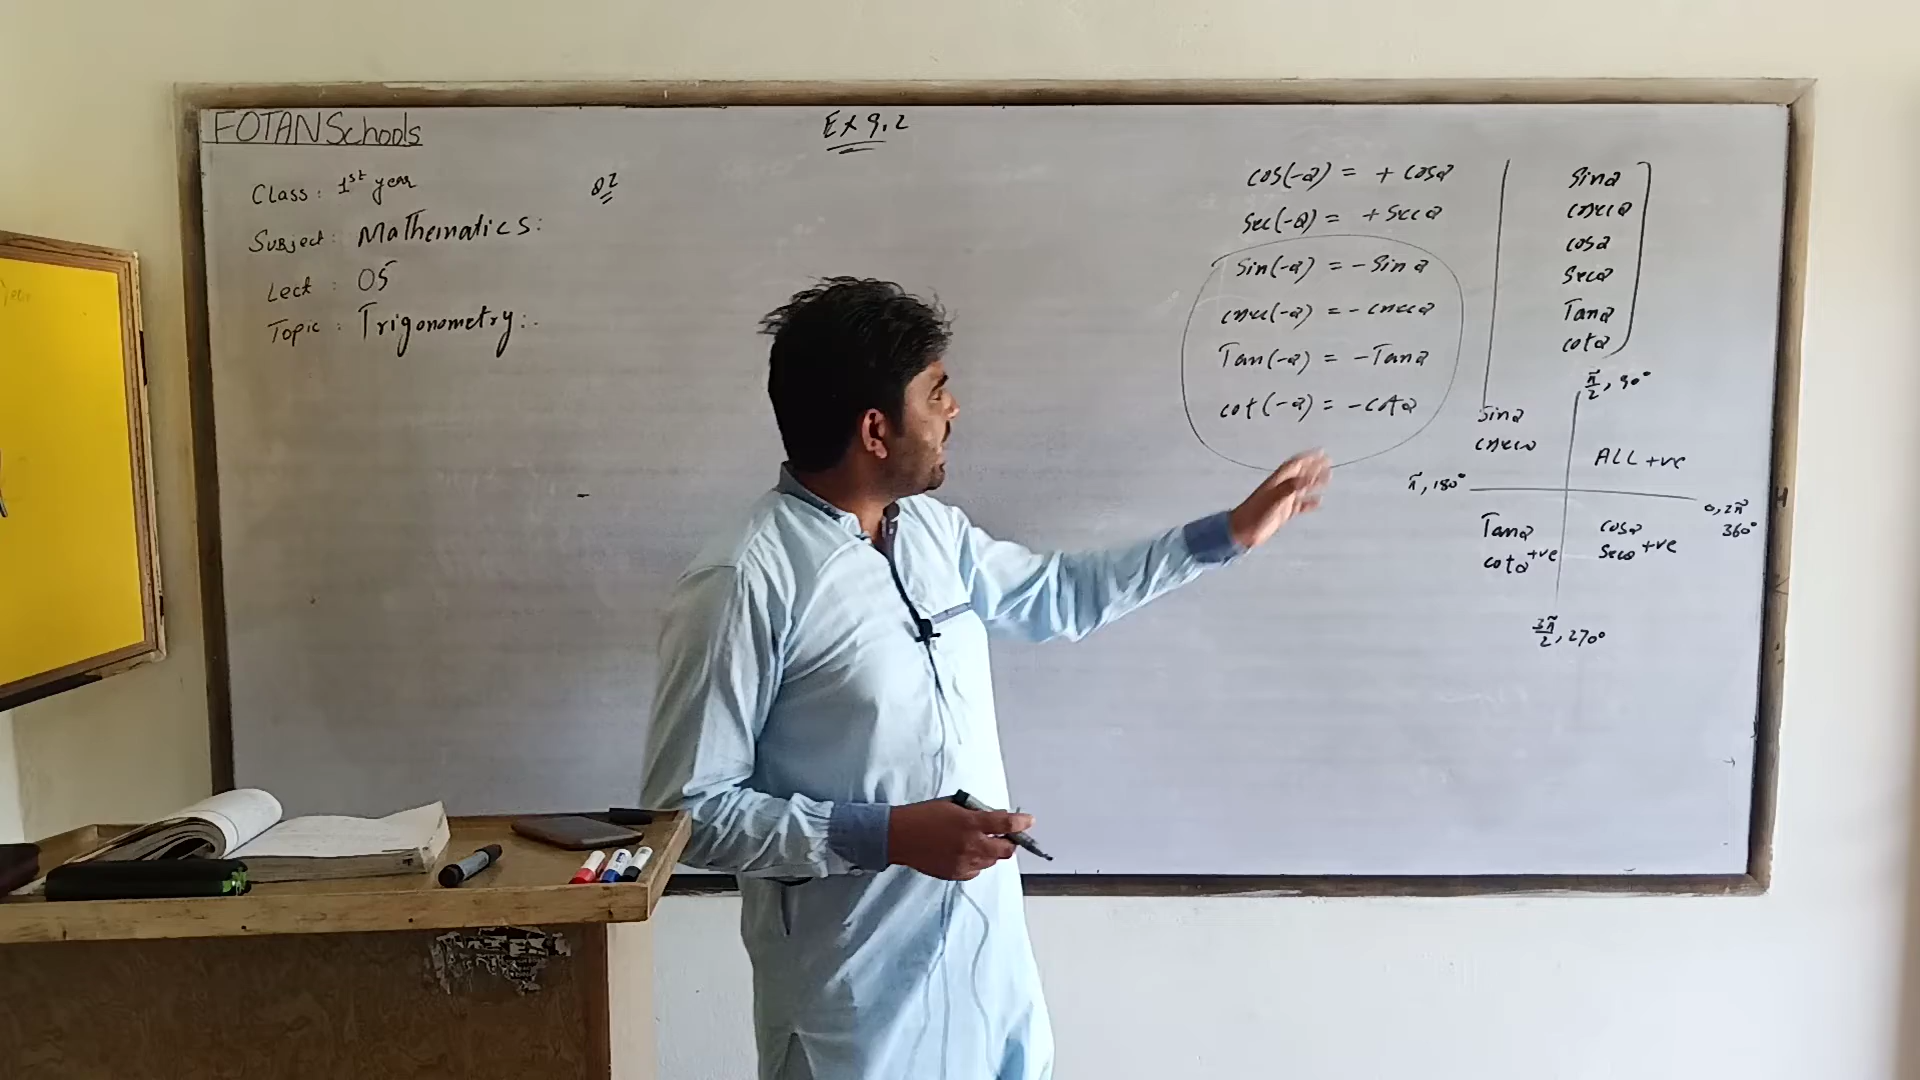 FOTAN Schools
Ex 9.2
Class: 1st year
Subject: Mathematics:
Lect: 05
Topic: Trigonometry:.
Q2
cos(-θ) = + cosθ
sec(-θ) = + secθ
sin(-θ) = - sinθ
cosec(-θ) = - cosecθ
Tan(-θ) = - Tanθ
cot(-θ) = - cotθ
sinθ
cosecθ
cosθ
secθ
Tanθ
cotθ
π/2, 90°
sinθ
cosecθ
ALL +ve
π, 180°
0, 2π
360°
Tanθ
cotθ +ve
cosθ
secθ +ve
3π/2, 270°